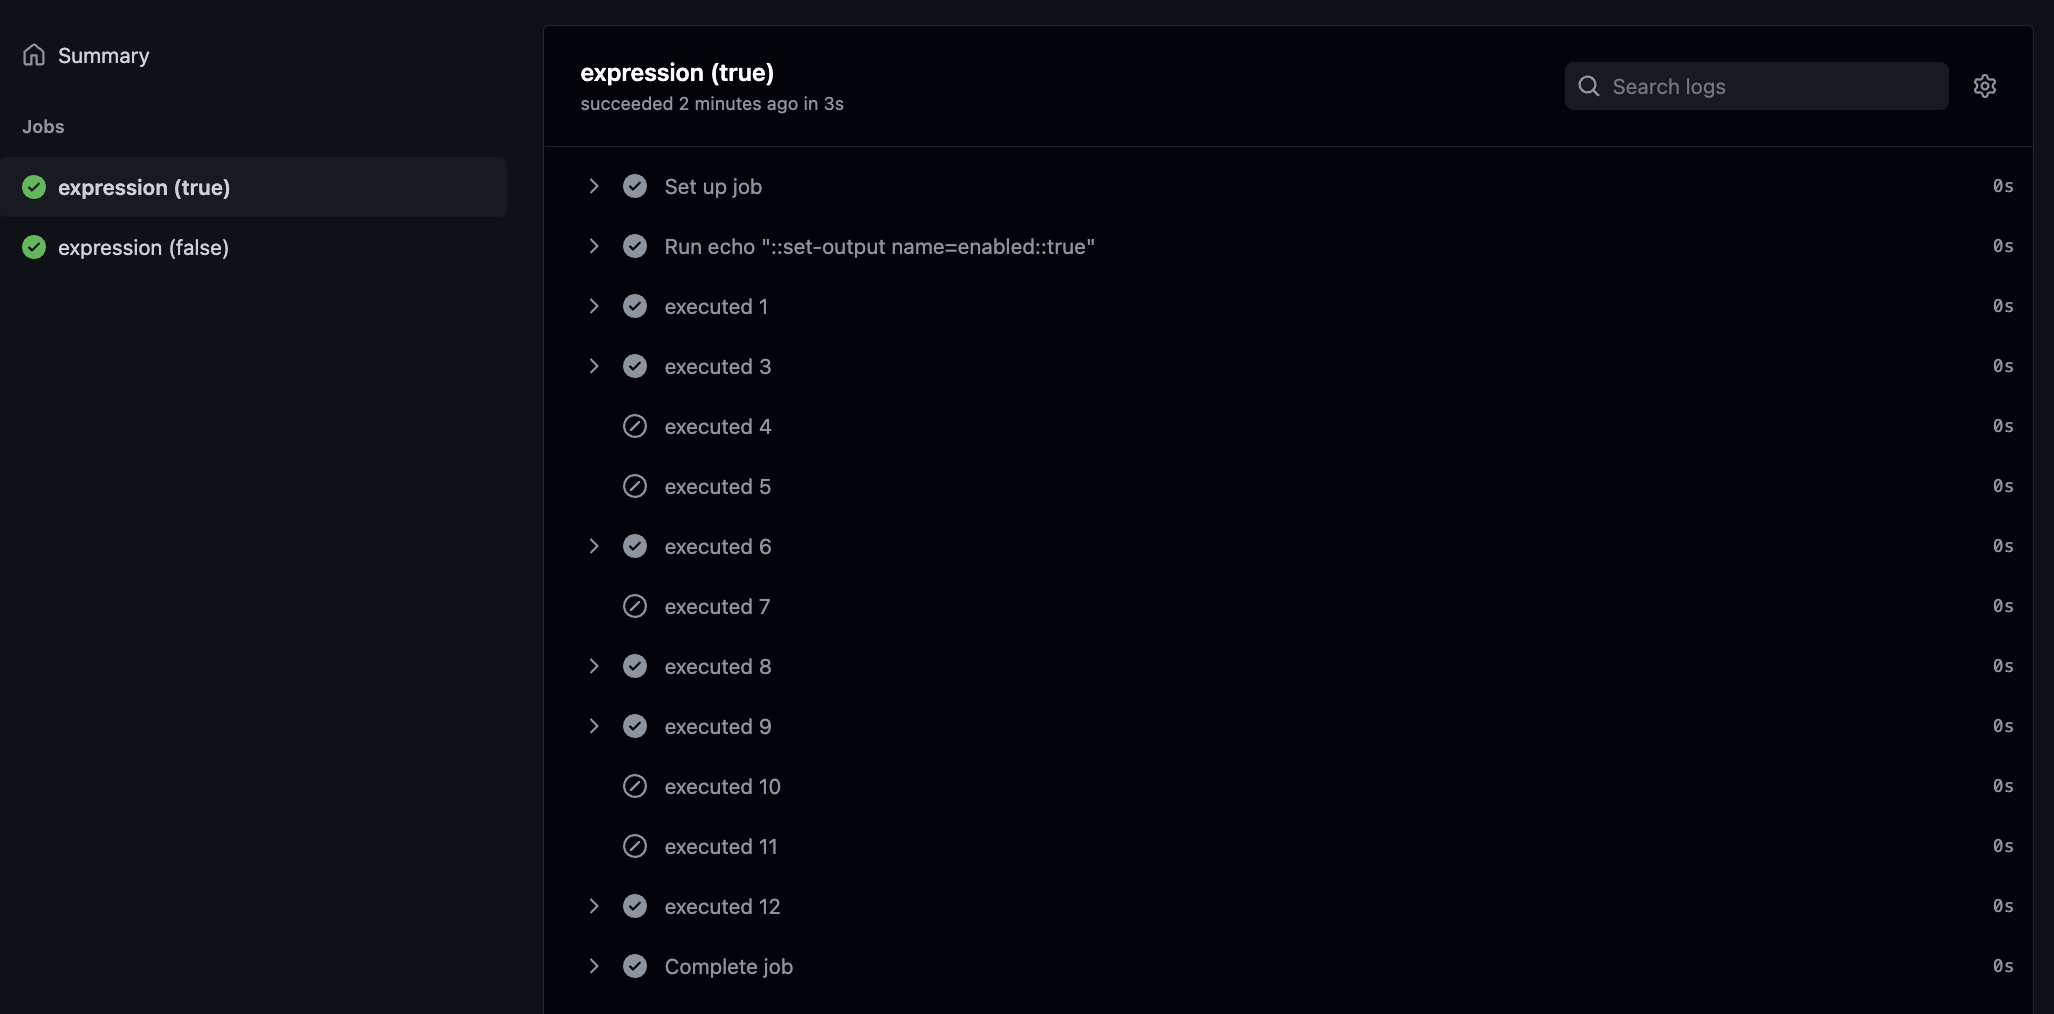 Summary
Jobs
expression (true)
expression (false)
expression (true)
succeeded 2 minutes ago in 3s
Search logs
Set up job 0s
Run echo "::set-output name=enabled::true" 0s
executed 1 0s
executed 3 0s
executed 4 0s
executed 5 0s
executed 6 0s
executed 7 0s
executed 8 0s
executed 9 0s
executed 10 0s
executed 11 0s
executed 12 0s
Complete job 0s